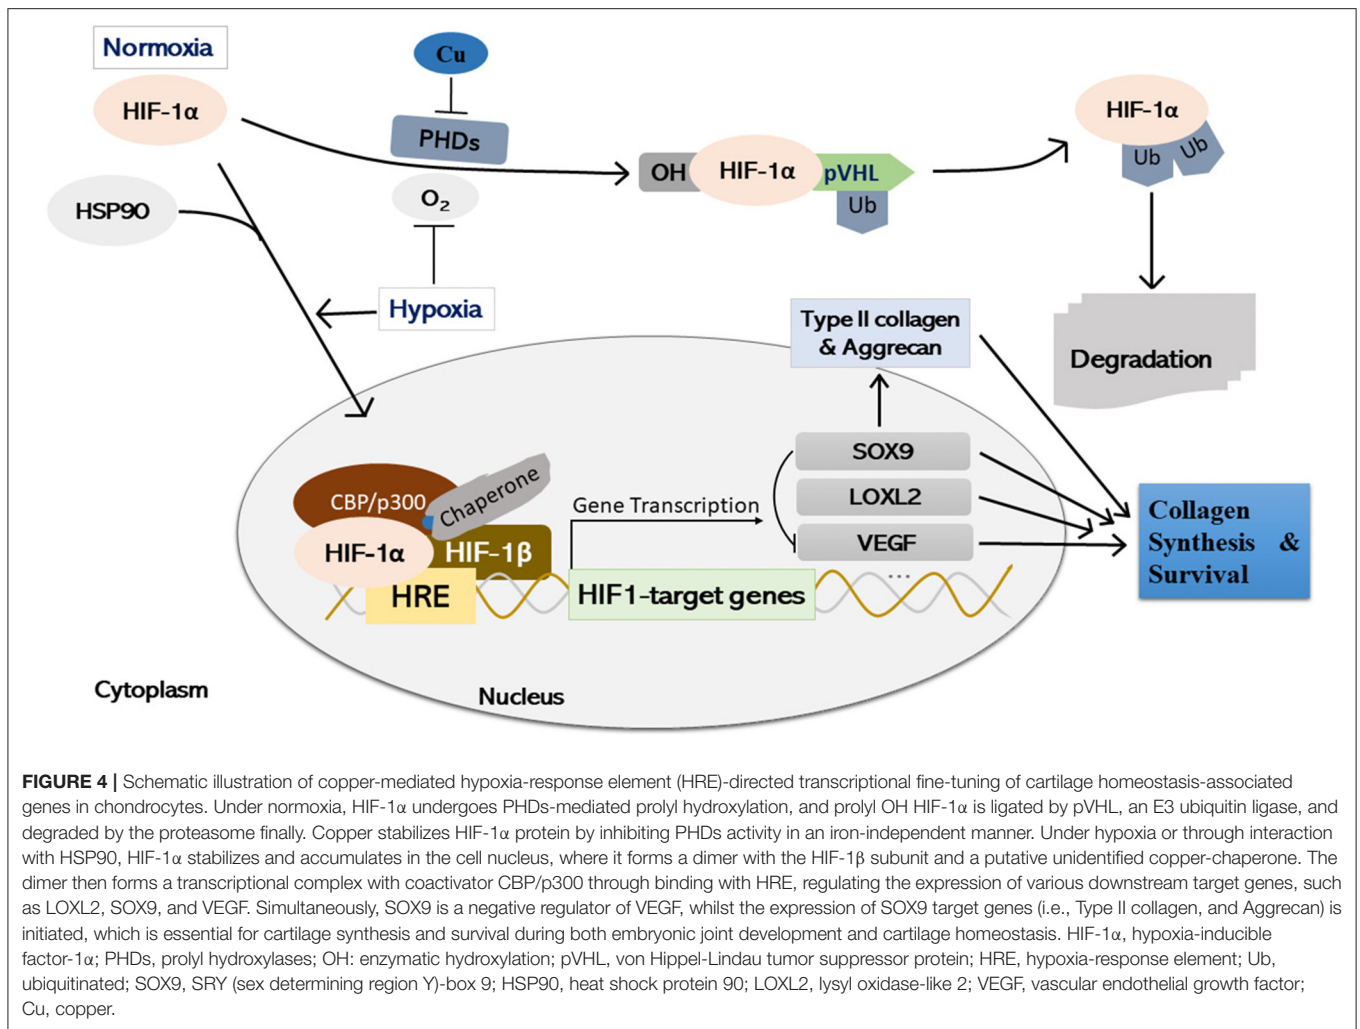 Normoxia
Cu
HIF-1α
PHDs
HIF-1α
OH
HIF-1α
pVHL
Ub
Ub
Ub
HSP90
O2
Hypoxia
Type II collagen
& Aggrecan
Degradation
SOX9
LOXL2
VEGF
...
CBP/p300
Chaperone
Gene Transcription
HIF-1α
HIF-1β
HRE
HIF1-target genes
Collagen
Synthesis &
Survival
Cytoplasm
Nucleus
FIGURE 4 | Schematic illustration of copper-mediated hypoxia-response element (HRE)-directed transcriptional fine-tuning of cartilage homeostasis-associated
genes in chondrocytes. Under normoxia, HIF-1α undergoes PHDs-mediated prolyl hydroxylation, and prolyl OH HIF-1α is ligated by pVHL, an E3 ubiquitin ligase, and
degraded by the proteasome finally. Copper stabilizes HIF-1α protein by inhibiting PHDs activity in an iron-independent manner. Under hypoxia or through interaction
with HSP90, HIF-1α stabilizes and accumulates in the cell nucleus, where it forms a dimer with the HIF-1β subunit and a putative unidentified copper-chaperone. The
dimer then forms a transcriptional complex with coactivator CBP/p300 through binding with HRE, regulating the expression of various downstream target genes, such
as LOXL2, SOX9, and VEGF. Simultaneously, SOX9 is a negative regulator of VEGF, whilst the expression of SOX9 target genes (i.e., Type II collagen, and Aggrecan) is
initiated, which is essential for cartilage synthesis and survival during both embryonic joint development and cartilage homeostasis. HIF-1α, hypoxia-inducible
factor-1α; PHDs, prolyl hydroxylases; OH: enzymatic hydroxylation; pVHL, von Hippel-Lindau tumor suppressor protein; HRE, hypoxia-response element; Ub,
ubiquitinated; SOX9, SRY (sex determining region Y)-box 9; HSP90, heat shock protein 90; LOXL2, lysyl oxidase-like 2; VEGF, vascular endothelial growth factor;
Cu, copper.